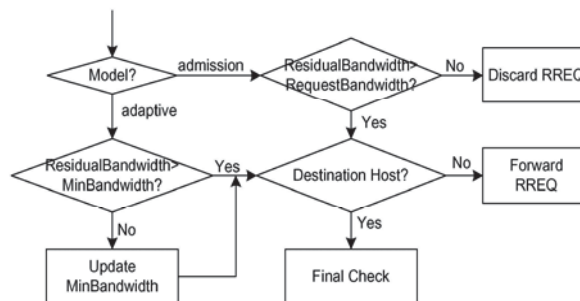 Model?
admission
ResidualBandwidth>
RequestBandwidth?
No
Discard RREQ
adaptive
Yes
ResidualBandwidth>
MinBandwidth?
Yes
Destination Host?
No
Forward
RREQ
No
Yes
Update
MinBandwidth
Final Check